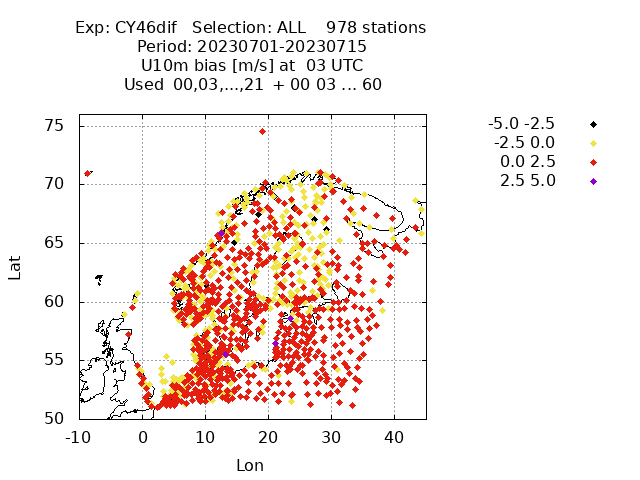 Exp: CY46dif   Selection: ALL    978 stations
Period: 20230701-20230715
U10m bias [m/s] at  03 UTC
Used  00,03,...,21  + 00 03 ... 60
-5.0 -2.5
-2.5 0.0
0.0 2.5
2.5 5.0
75
70
65
60
55
50
Lat
-10 0 10 20 30 40
Lon